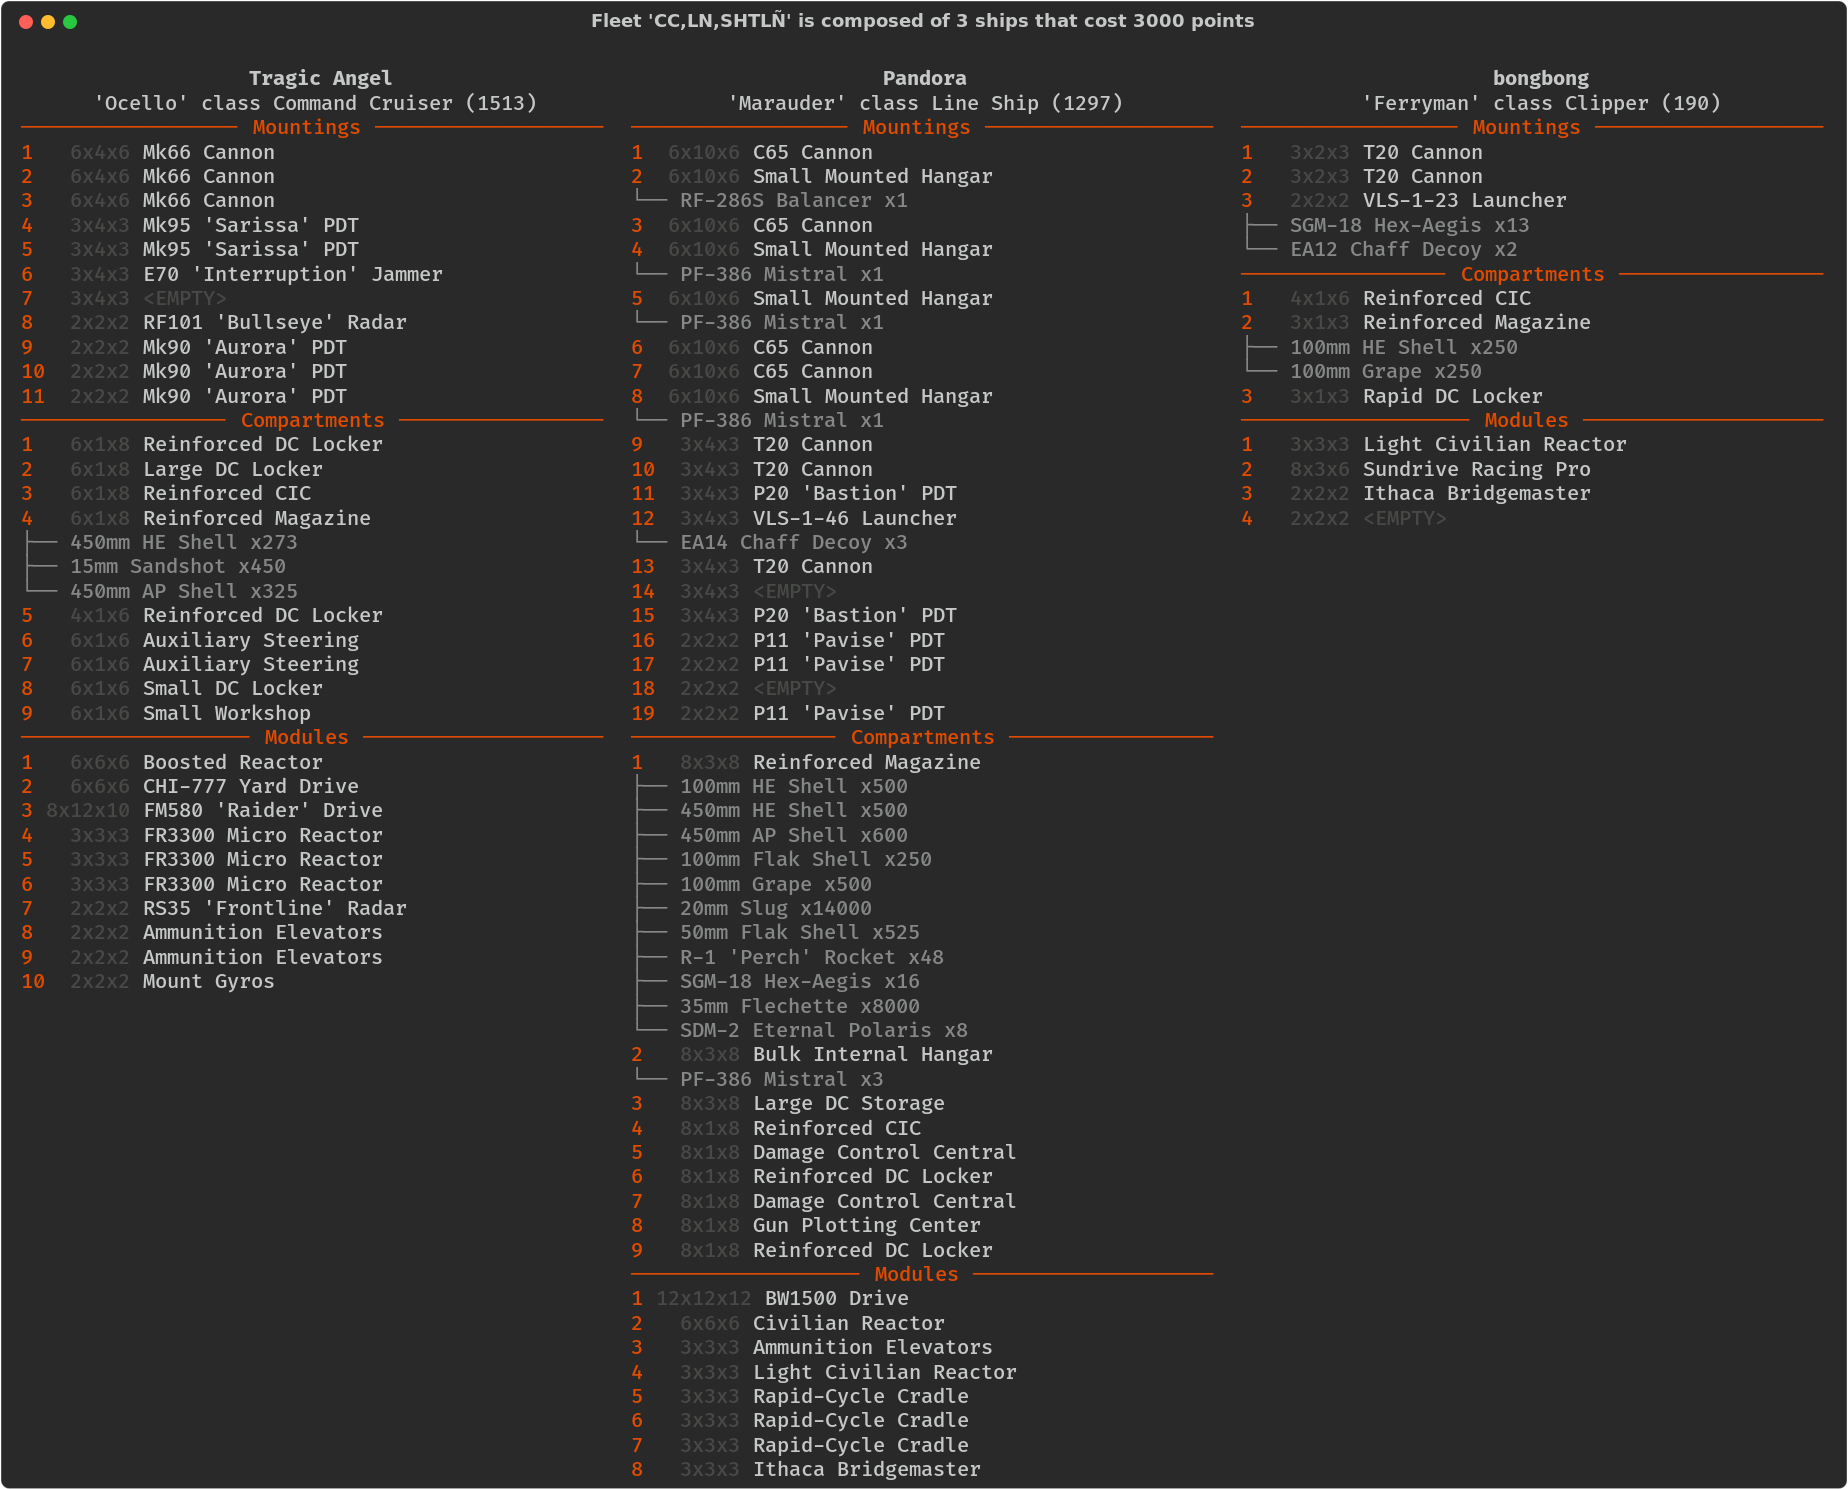 Fleet 'CC,LN,SHTLÑ' is composed of 3 ships that cost 3000 points
Tragic Angel
'Ocello' class Command Cruiser (1513)
Mountings
1 6x4x6 Mk66 Cannon
2 6x4x6 Mk66 Cannon
3 6x4x6 Mk66 Cannon
4 3x4x3 Mk95 'Sarissa' PDT
5 3x4x3 Mk95 'Sarissa' PDT
6 3x4x3 E70 'Interruption' Jammer
7 3x4x3 <EMPTY>
8 2x2x2 RF101 'Bullseye' Radar
9 2x2x2 Mk90 'Aurora' PDT
10 2x2x2 Mk90 'Aurora' PDT
11 2x2x2 Mk90 'Aurora' PDT
Compartments
1 6x1x8 Reinforced DC Locker
2 6x1x8 Large DC Locker
3 6x1x8 Reinforced CIC
4 6x1x8 Reinforced Magazine
450mm HE Shell x273
15mm Sandshot x450
450mm AP Shell x325
5 4x1x6 Reinforced DC Locker
6 6x1x6 Auxiliary Steering
7 6x1x6 Auxiliary Steering
8 6x1x6 Small DC Locker
9 6x1x6 Small Workshop
Modules
1 6x6x6 Boosted Reactor
2 6x6x6 CHI-777 Yard Drive
3 8x12x10 FM580 'Raider' Drive
4 3x3x3 FR3300 Micro Reactor
5 3x3x3 FR3300 Micro Reactor
6 3x3x3 FR3300 Micro Reactor
7 2x2x2 RS35 'Frontline' Radar
8 2x2x2 Ammunition Elevators
9 2x2x2 Ammunition Elevators
10 2x2x2 Mount Gyros
Pandora
'Marauder' class Line Ship (1297)
Mountings
1 6x10x6 C65 Cannon
2 6x10x6 Small Mounted Hangar
RF-286S Balancer x1
3 6x10x6 C65 Cannon
4 6x10x6 Small Mounted Hangar
PF-386 Mistral x1
5 6x10x6 Small Mounted Hangar
PF-386 Mistral x1
6 6x10x6 C65 Cannon
7 6x10x6 C65 Cannon
8 6x10x6 Small Mounted Hangar
PF-386 Mistral x1
9 3x4x3 T20 Cannon
10 3x4x3 T20 Cannon
11 3x4x3 P20 'Bastion' PDT
12 3x4x3 VLS-1-46 Launcher
EA14 Chaff Decoy x3
13 3x4x3 T20 Cannon
14 3x4x3 <EMPTY>
15 3x4x3 P20 'Bastion' PDT
16 2x2x2 P11 'Pavise' PDT
17 2x2x2 P11 'Pavise' PDT
18 2x2x2 <EMPTY>
19 2x2x2 P11 'Pavise' PDT
Compartments
1 8x3x8 Reinforced Magazine
100mm HE Shell x500
450mm HE Shell x500
450mm AP Shell x600
100mm Flak Shell x250
100mm Grape x500
20mm Slug x14000
50mm Flak Shell x525
R-1 'Perch' Rocket x48
SGM-18 Hex-Aegis x16
35mm Flechette x8000
SDM-2 Eternal Polaris x8
2 8x3x8 Bulk Internal Hangar
PF-386 Mistral x3
3 8x3x8 Large DC Storage
4 8x1x8 Reinforced CIC
5 8x1x8 Damage Control Central
6 8x1x8 Reinforced DC Locker
7 8x1x8 Damage Control Central
8 8x1x8 Gun Plotting Center
9 8x1x8 Reinforced DC Locker
Modules
1 12x12x12 BW1500 Drive
2 6x6x6 Civilian Reactor
3 3x3x3 Ammunition Elevators
4 3x3x3 Light Civilian Reactor
5 3x3x3 Rapid-Cycle Cradle
6 3x3x3 Rapid-Cycle Cradle
7 3x3x3 Rapid-Cycle Cradle
8 3x3x3 Ithaca Bridgemaster
bongbong
'Ferryman' class Clipper (190)
Mountings
1 3x2x3 T20 Cannon
2 3x2x3 T20 Cannon
3 2x2x2 VLS-1-23 Launcher
SGM-18 Hex-Aegis x13
EA12 Chaff Decoy x2
Compartments
1 4x1x6 Reinforced CIC
2 3x1x3 Reinforced Magazine
100mm HE Shell x250
100mm Grape x250
3 3x1x3 Rapid DC Locker
Modules
1 3x3x3 Light Civilian Reactor
2 8x3x6 Sundrive Racing Pro
3 2x2x2 Ithaca Bridgemaster
4 2x2x2 <EMPTY>